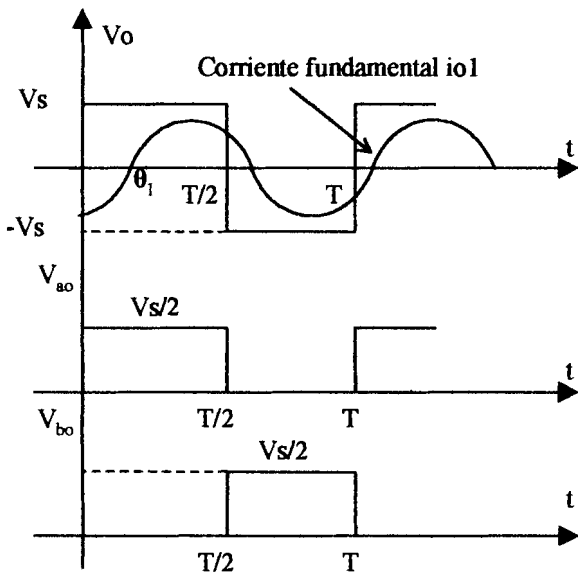 Vo
Corriente fundamental io1
Vs
t
θ1
T/2
T
-Vs
Vao
Vs/2
t
Vbo
T/2
T
Vs/2
t
T/2
T